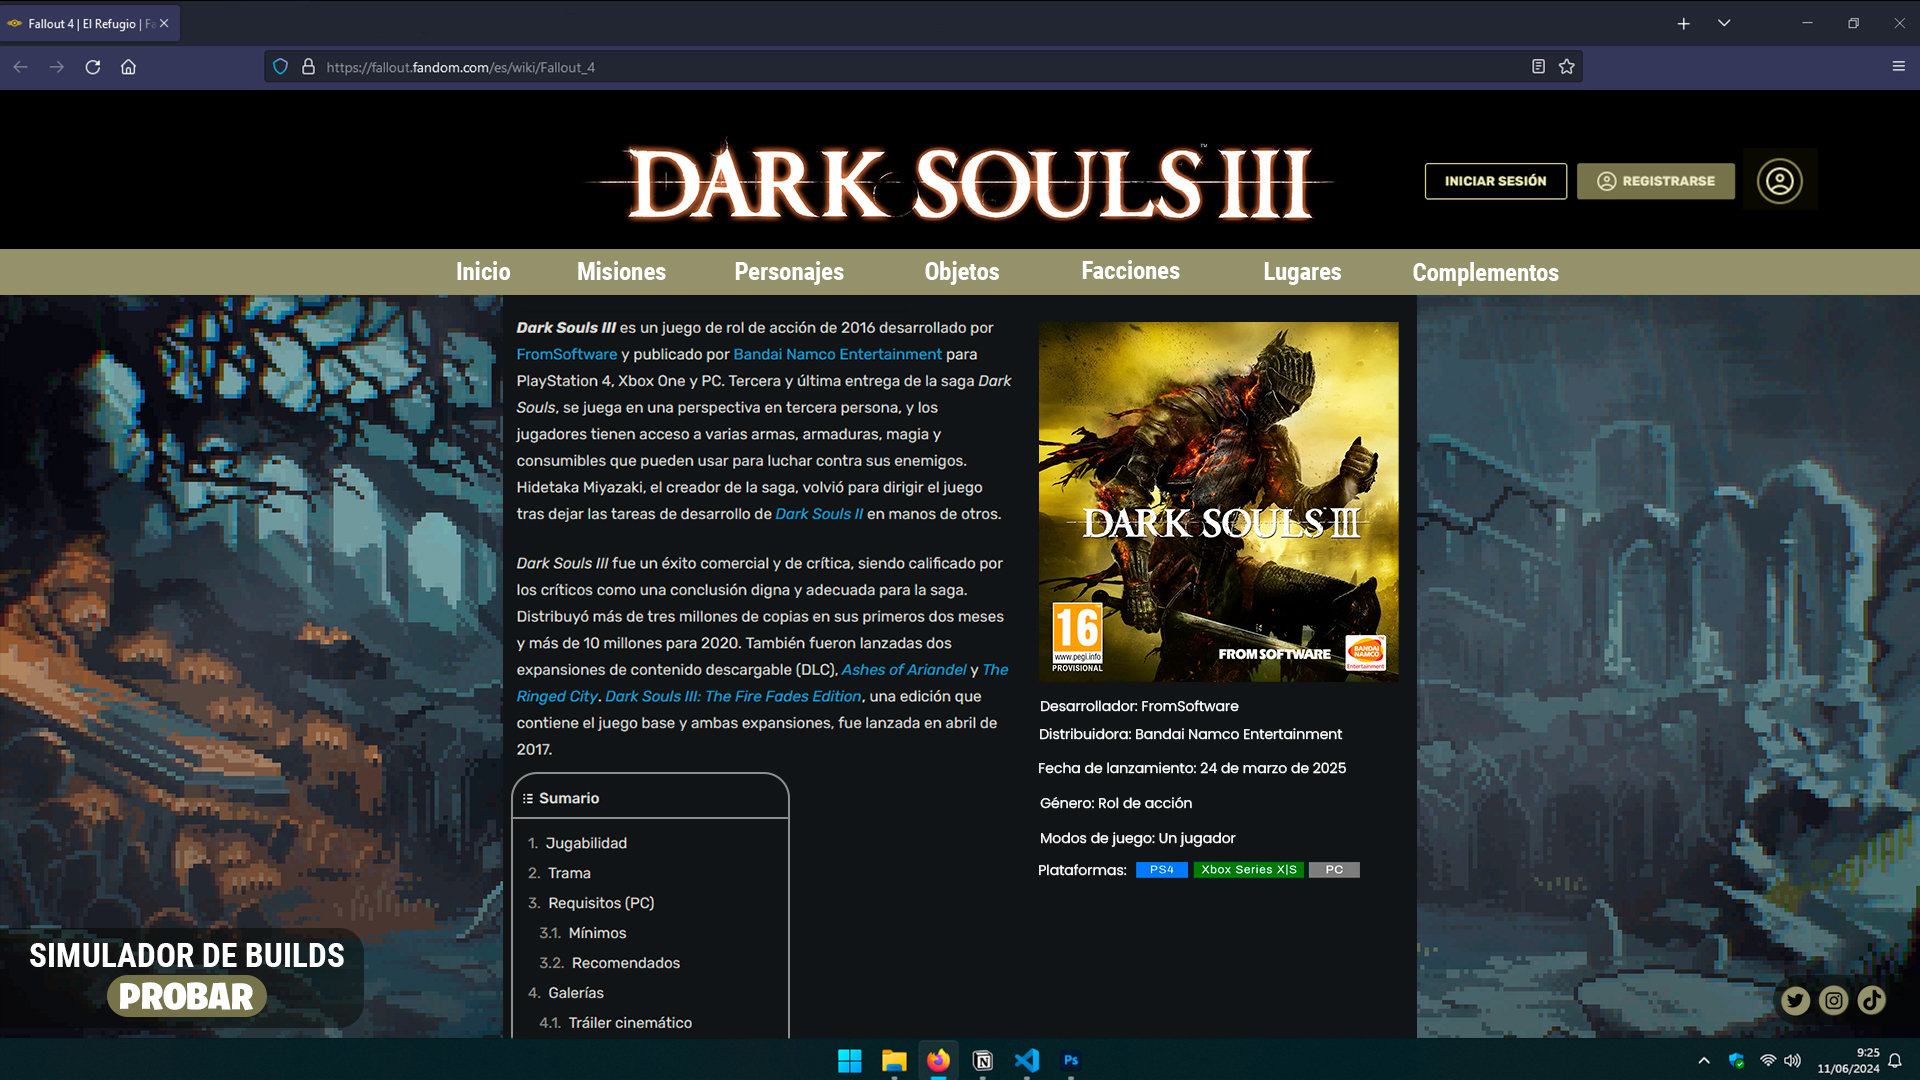 Fallout 4 | El Refugio | Fa
https://fallout.fandom.com/es/wiki/Fallout_4
DARK SOULS III
™
INICIAR SESIÓN
REGISTRARSE
Inicio
Misiones
Personajes
Objetos
Facciones
Lugares
Complementos
Dark Souls III es un juego de rol de acción de 2016 desarrollado por
FromSoftware y publicado por Bandai Namco Entertainment para
PlayStation 4, Xbox One y PC. Tercera y última entrega de la saga Dark
Souls, se juega en una perspectiva en tercera persona, y los
jugadores tienen acceso a varias armas, armaduras, magia y
consumibles que pueden usar para luchar contra sus enemigos.
Hidetaka Miyazaki, el creador de la saga, volvió para dirigir el juego
tras dejar las tareas de desarrollo de Dark Souls II en manos de otros.
Dark Souls III fue un éxito comercial y de crítica, siendo calificado por
los críticos como una conclusión digna y adecuada para la saga.
Distribuyó más de tres millones de copias en sus primeros dos meses
y más de 10 millones para 2020. También fueron lanzadas dos
expansiones de contenido descargable (DLC), Ashes of Ariandel y The
Ringed City. Dark Souls III: The Fire Fades Edition, una edición que
contiene el juego base y ambas expansiones, fue lanzada en abril de
2017.
Sumario
1. Jugabilidad
2. Trama
3. Requisitos (PC)
3.1. Mínimos
3.2. Recomendados
4. Galerías
4.1. Tráiler cinemático
DARK SOULS III
16
www.pegi.info
PROVISIONAL
FROMSOFTWARE
BANDAI
NAMCO
Entertainment
Desarrollador: FromSoftware
Distribuidora: Bandai Namco Entertainment
Fecha de lanzamiento: 24 de marzo de 2025
Género: Rol de acción
Modos de juego: Un jugador
Plataformas: PS4 Xbox Series X|S PC
SIMULADOR DE BUILDS
PROBAR
Ps
9:25
11/06/2024